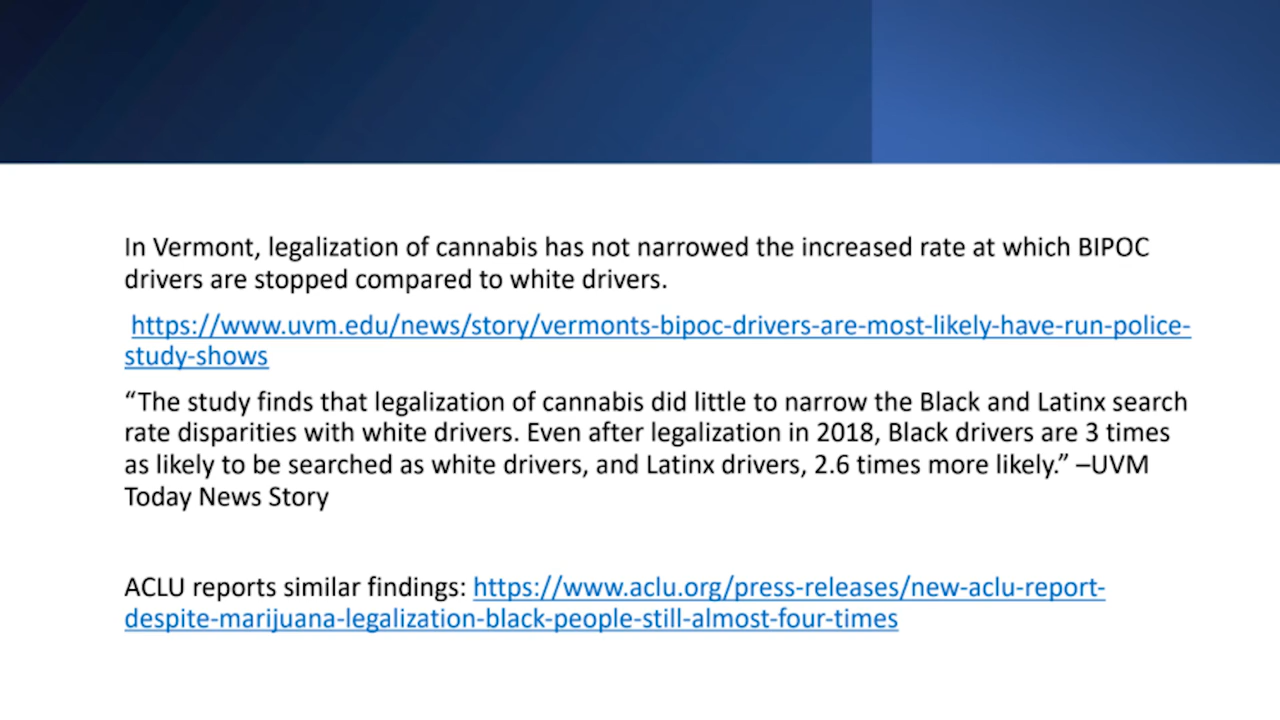 In Vermont, legalization of cannabis has not narrowed the increased rate at which BIPOC
drivers are stopped compared to white drivers.
https://www.uvm.edu/news/story/vermonts-bipoc-drivers-are-most-likely-have-run-police-
study-shows
“The study finds that legalization of cannabis did little to narrow the Black and Latinx search
rate disparities with white drivers. Even after legalization in 2018, Black drivers are 3 times
as likely to be searched as white drivers, and Latinx drivers, 2.6 times more likely.” –UVM
Today News Story
ACLU reports similar findings: https://www.aclu.org/press-releases/new-aclu-report-
despite-marijuana-legalization-black-people-still-almost-four-times